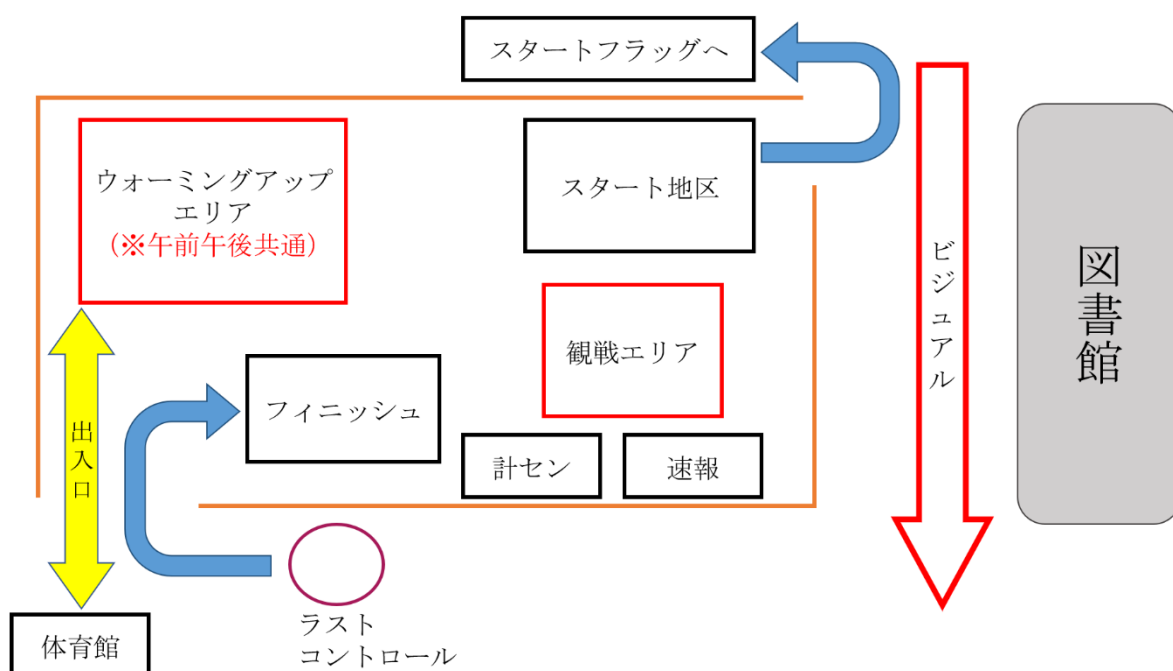 スタートフラッグへ
ウォーミングアップ
エリア
(※午前午後共通)
スタート地区
ビジュアル
図書館
観戦エリア
フィニッシュ
出入口
計セン
速報
ラスト
コントロール
体育館